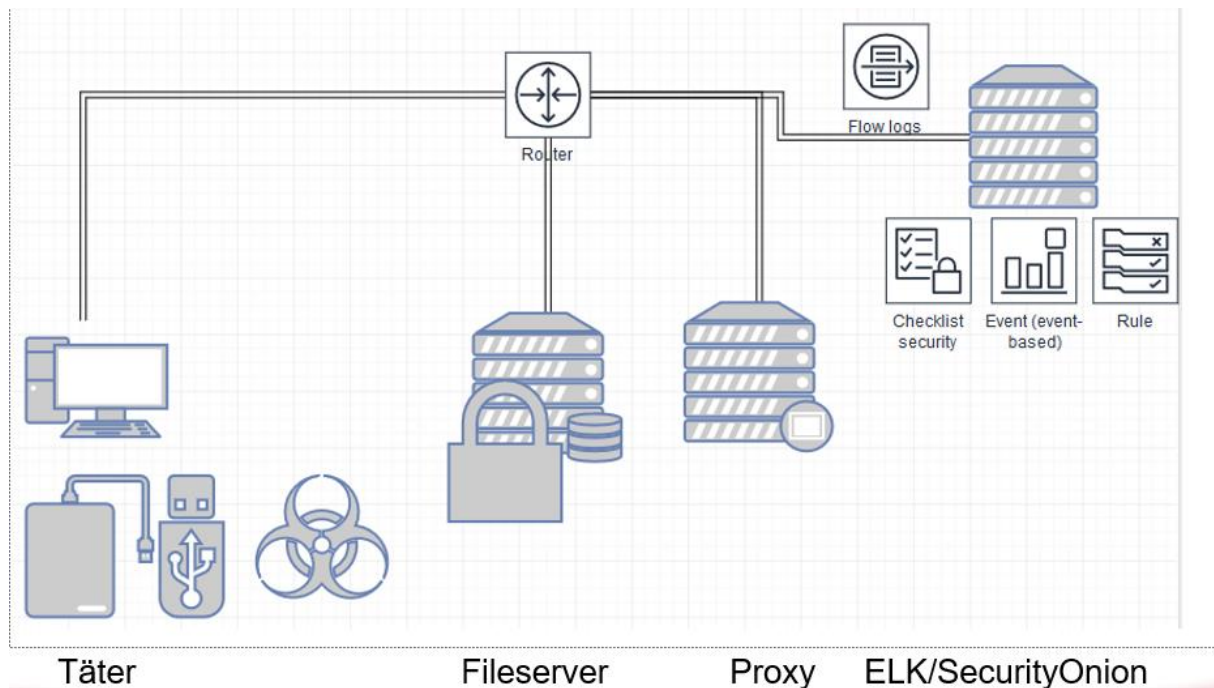 Flow logs
Router
Checklist
security
Event (event-
based)
Rule
Täter
Fileserver
Proxy
ELK/SecurityOnion